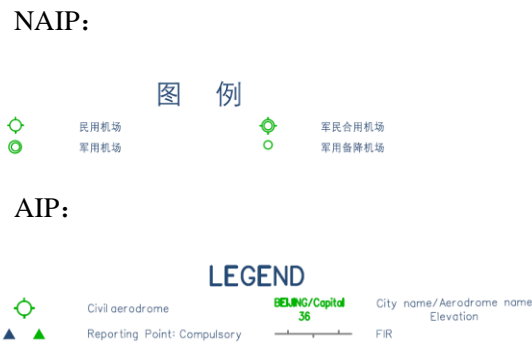 NAIP：
图 例
民用机场 军民合用机场
军用机场 军用备降机场
AIP：
LEGEND
Civil aerodrome BEIJING/Capital City name/Aerodrome name
36 Elevation
Reporting Point: Compulsory FIR